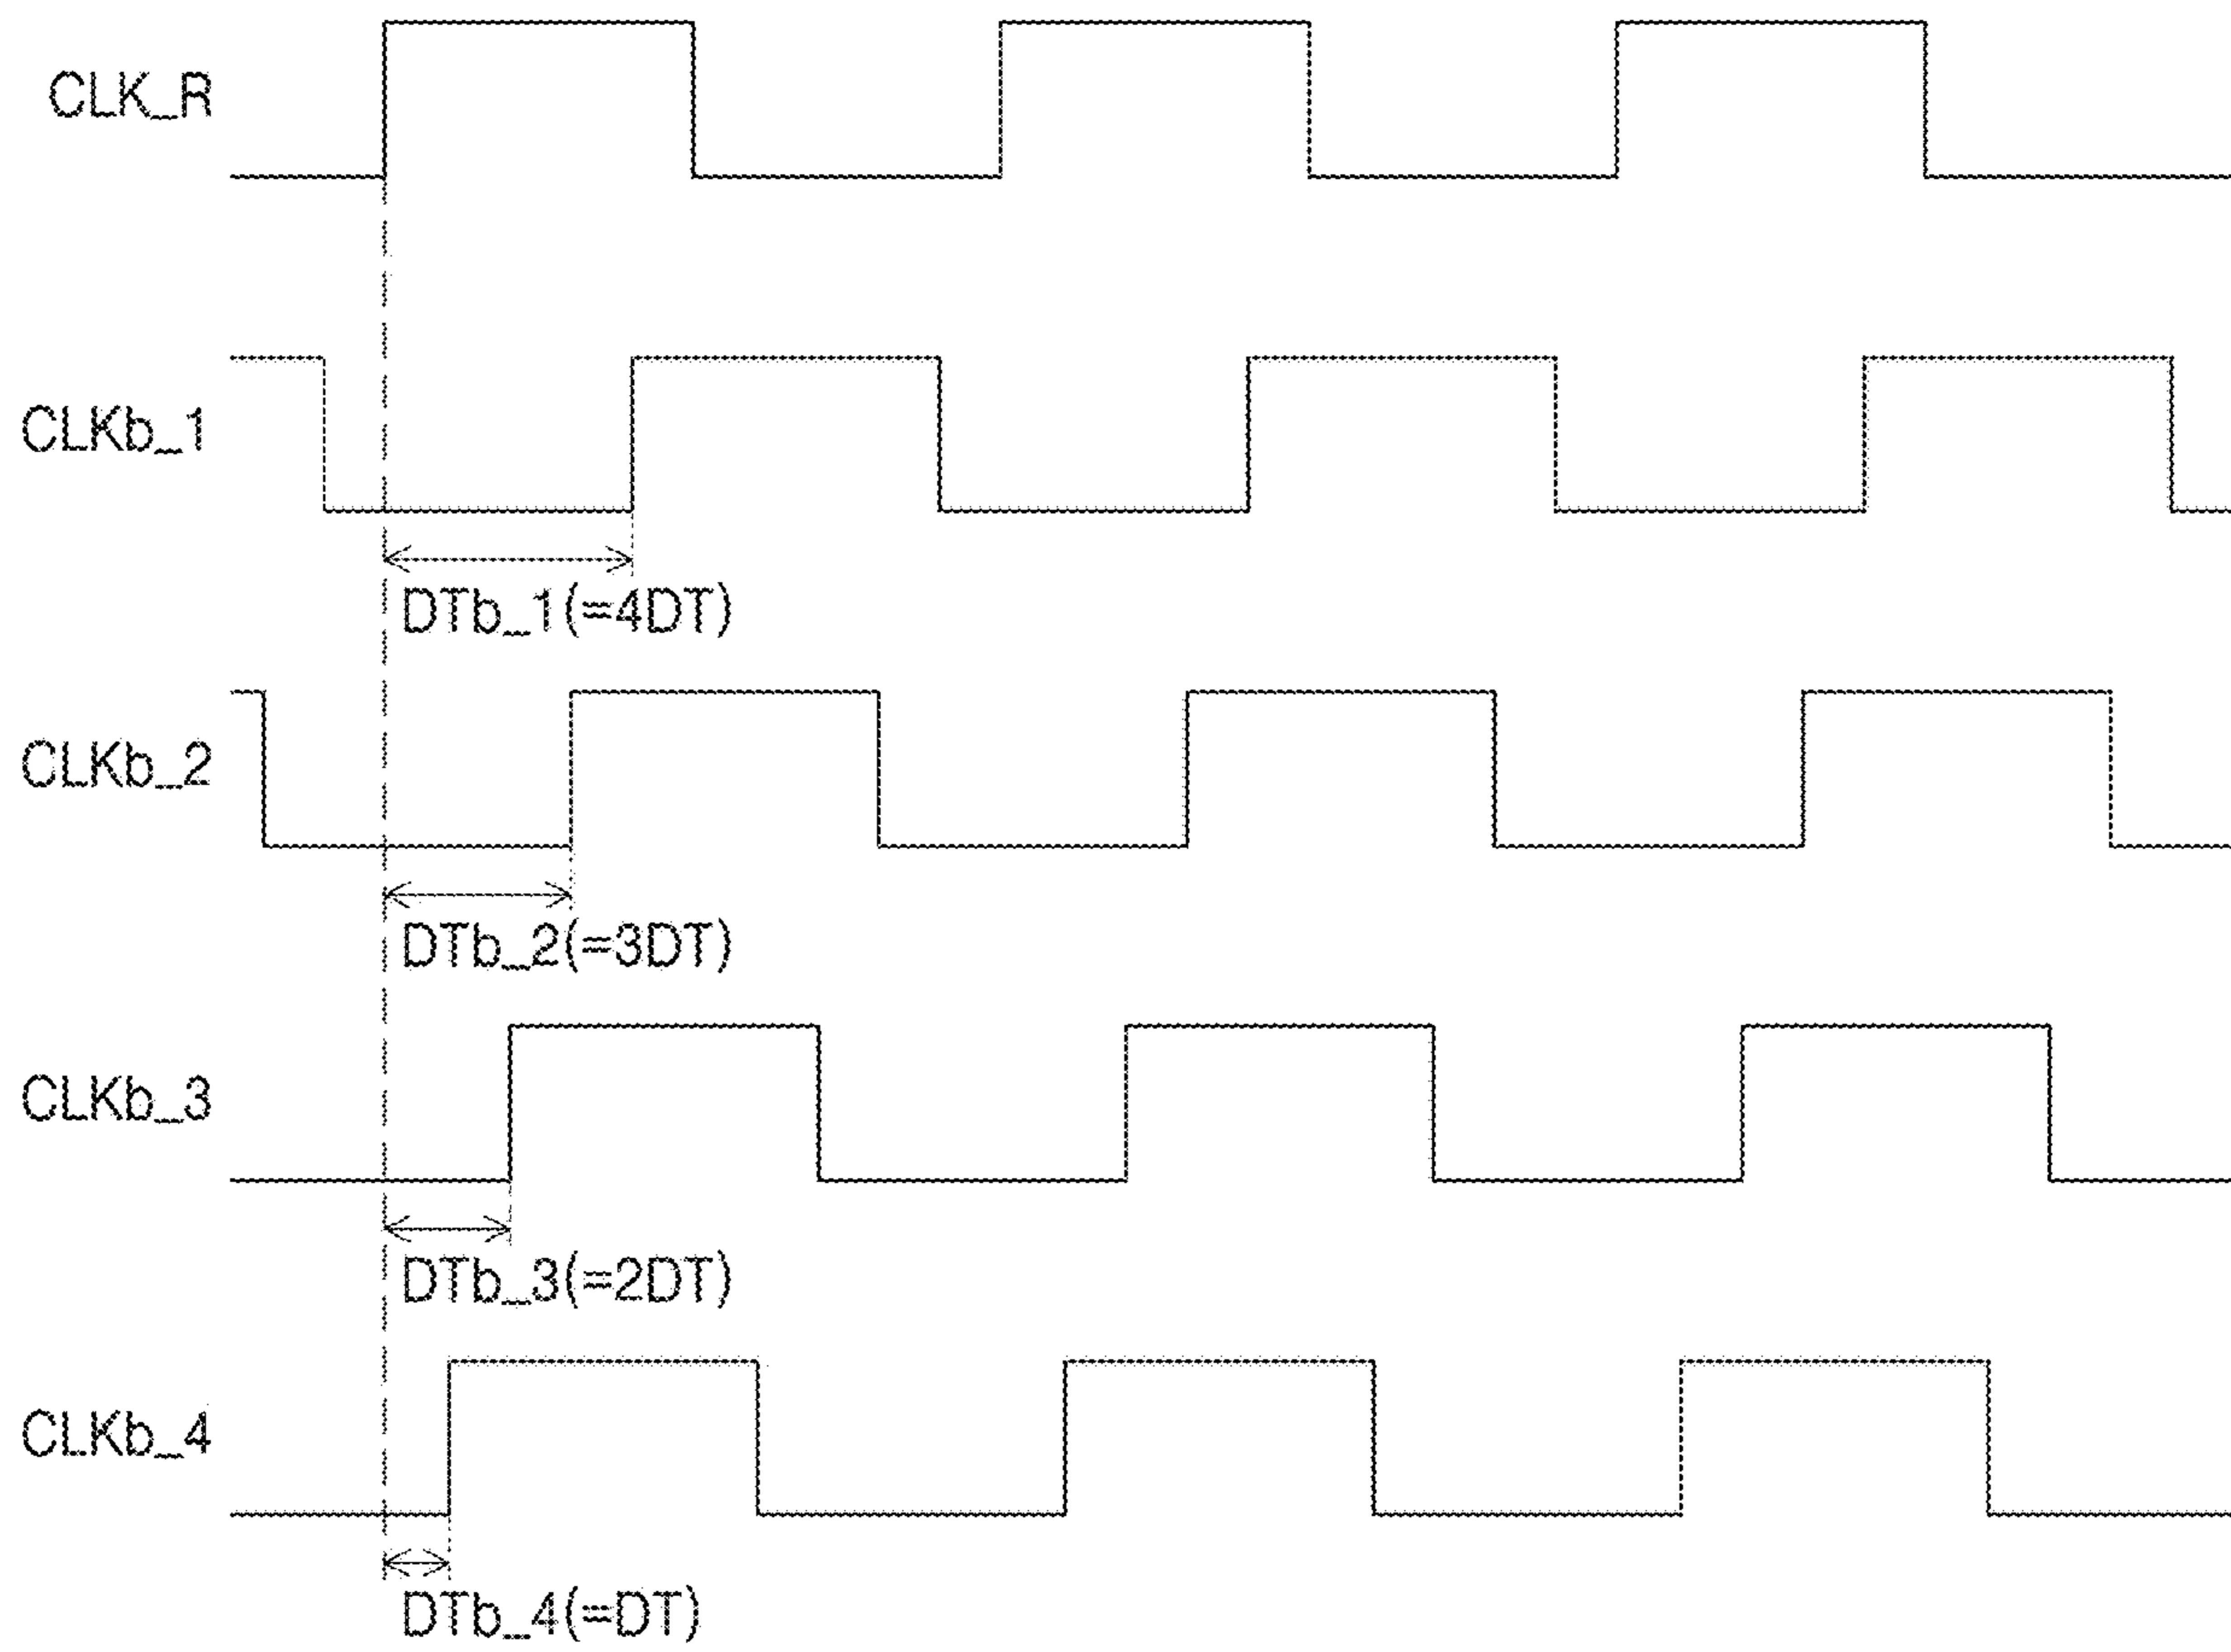 CLK_R
CLKb_1
DTb_1(=4DT)
CLKb_2
DTb_2(=3DT)
CLKb_3
DTb_3(=2DT)
CLKb_4
DTb_4(=DT)